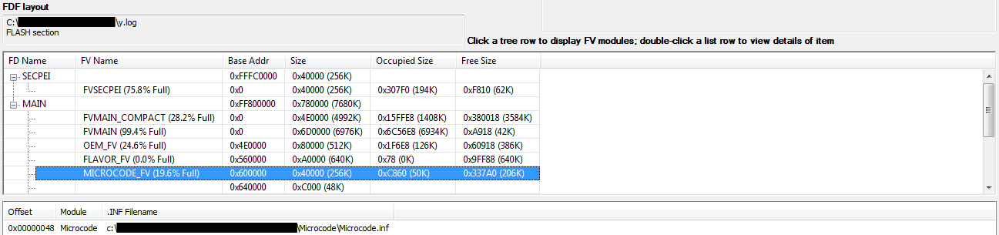 FDF layout
C:\ \y.log
FLASH section
Click a tree row to display FV modules; double-click a list row to view details of item
FD Name FV Name Base Addr Size Occupied Size Free Size
SECPEI 0xFFFC0000 0x40000 (256K)
FVSECPEI (75.8% Full) 0x0 0x40000 (256K) 0x307F0 (194K) 0xF810 (62K)
MAIN 0xFF800000 0x780000 (7680K)
FVMAIN_COMPACT (28.2% Full) 0x0 0x4E0000 (4992K) 0x15FFE8 (1408K) 0x380018 (3584K)
FVMAIN (99.4% Full) 0x0 0x6D0000 (6976K) 0x6C56E8 (6934K) 0xA918 (42K)
OEM_FV (24.6% Full) 0x4E0000 0x80000 (512K) 0x1F6E8 (126K) 0x60918 (386K)
FLAVOR_FV (0.0% Full) 0x560000 0xA0000 (640K) 0x78 (0K) 0x9FF88 (640K)
MICROCODE_FV (19.6% Full) 0x600000 0x40000 (256K) 0xC860 (50K) 0x337A0 (206K)
0x640000 0xC000 (48K)
Offset Module .INF Filename
0x00000048 Microcode c:\ \Microcode\Microcode.inf